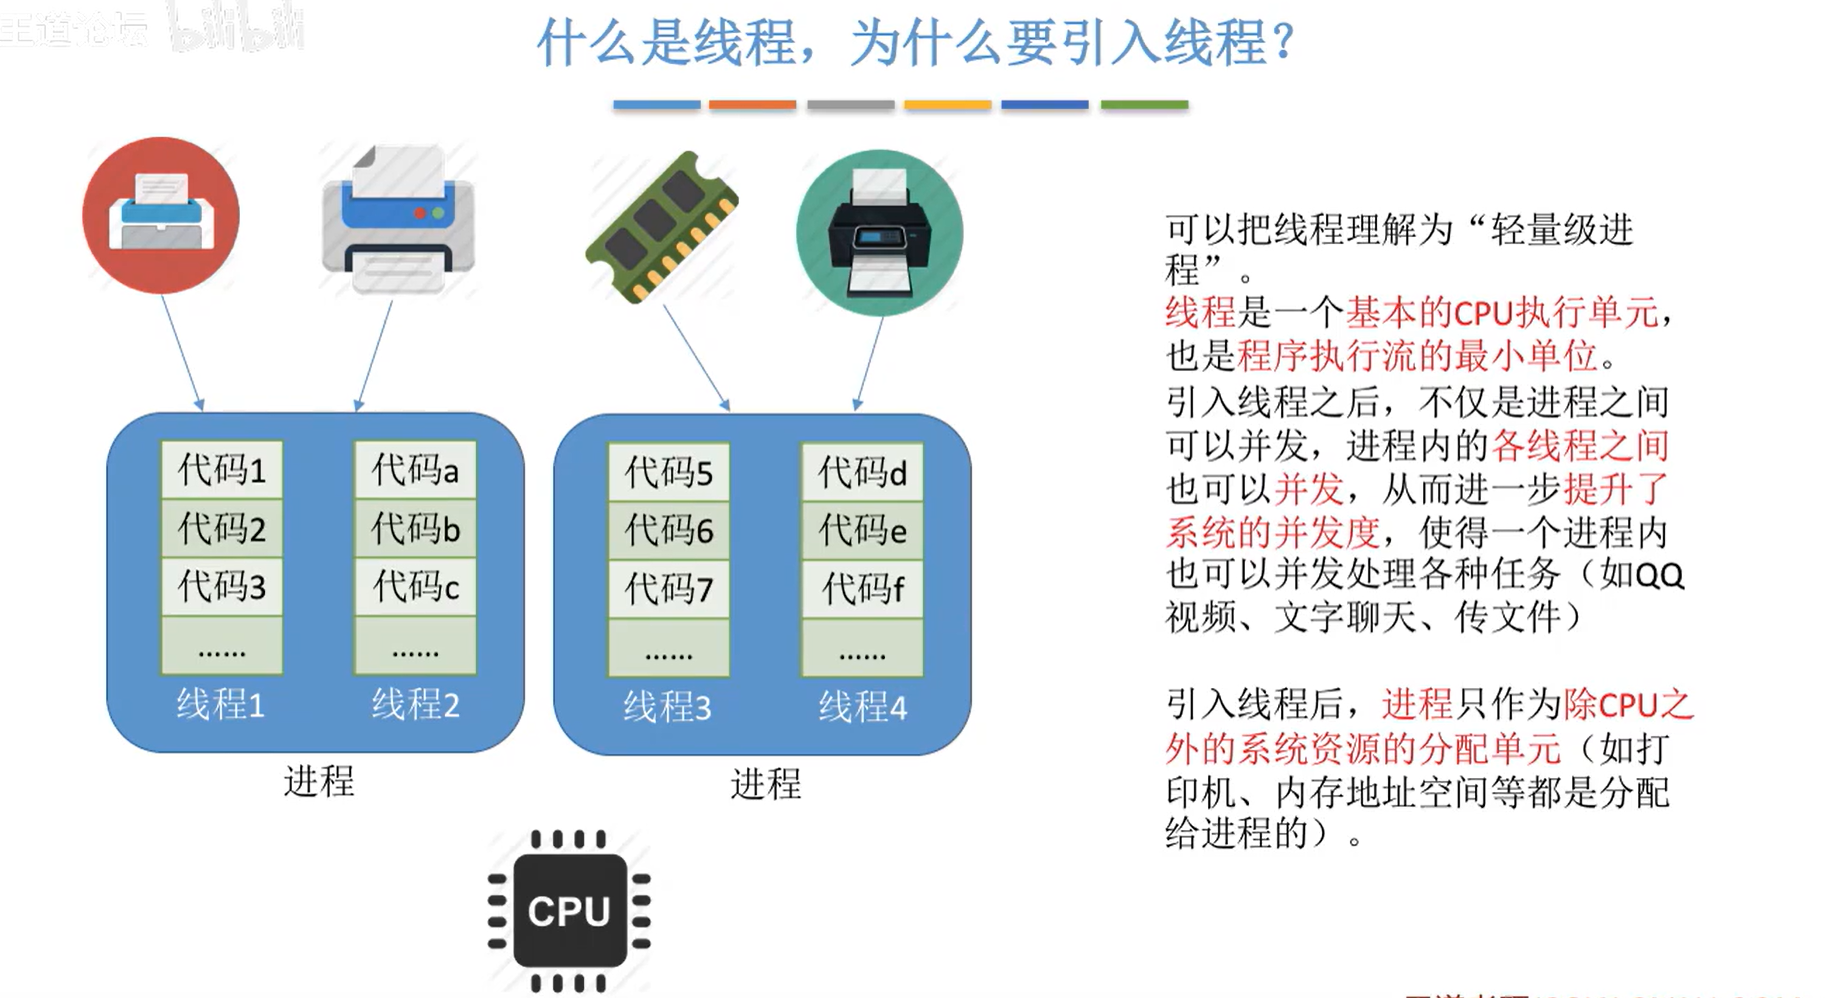 王道论坛 bilibili
什么是线程，为什么要引入线程？
代码1
代码2
代码3
......
线程1
代码a
代码b
代码c
......
线程2
进程
代码5
代码6
代码7
......
线程3
代码d
代码e
代码f
......
线程4
进程
CPU
可以把线程理解为“轻量级进
程”。
线程是一个基本的CPU执行单元，
也是程序执行流的最小单位。
引入线程之后，不仅是进程之间
可以并发，进程内的各线程之间
也可以并发，从而进一步提升了
系统的并发度，使得一个进程内
也可以并发处理各种任务（如QQ
视频、文字聊天、传文件）
引入线程后，进程只作为除CPU之
外的系统资源的分配单元（如打
印机、内存地址空间等都是分配
给进程的）。